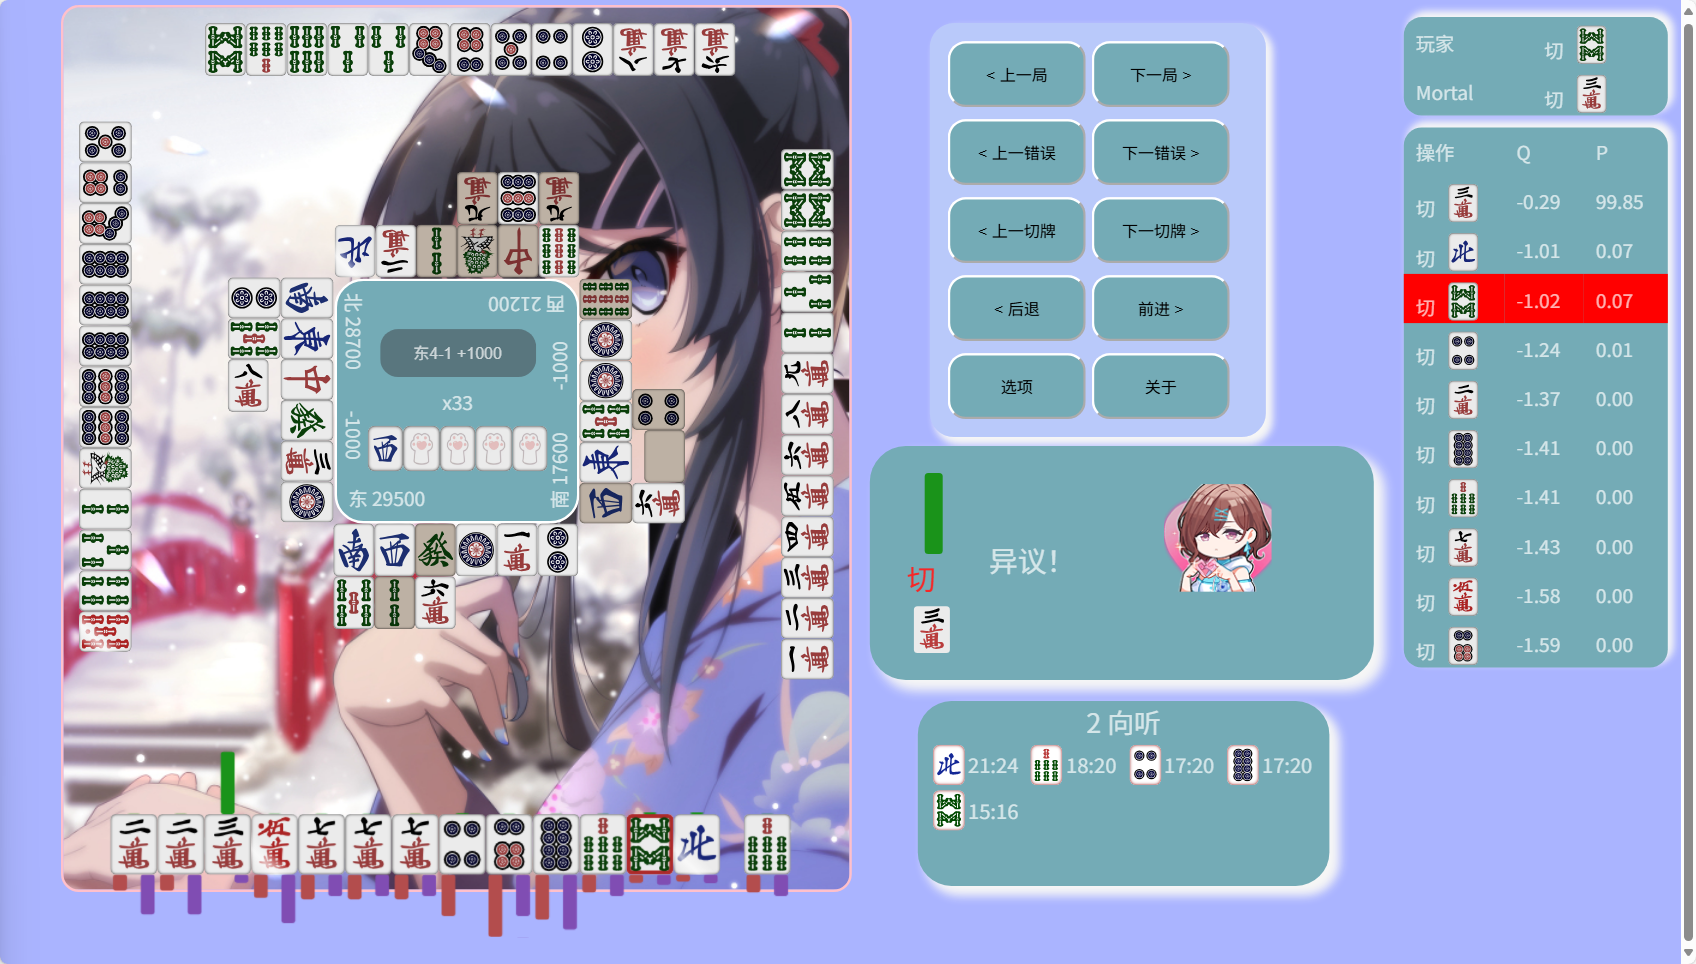 北 28700
西 21200
东4-1 +1000
-1000
x33
-1000
东 29500
南 17600
< 上一局
下一局 >
< 上一错误
下一错误 >
< 上一切牌
下一切牌 >
< 后退
前进 >
选项
关于
切
异议!
2 向听
21:24
18:20
17:20
17:20
15:16
玩家 切
Mortal 切
操作 Q P
切 -0.29 99.85
切 -1.01 0.07
切 -1.02 0.07
切 -1.24 0.01
切 -1.37 0.00
切 -1.41 0.00
切 -1.41 0.00
切 -1.43 0.00
切 -1.58 0.00
切 -1.59 0.00